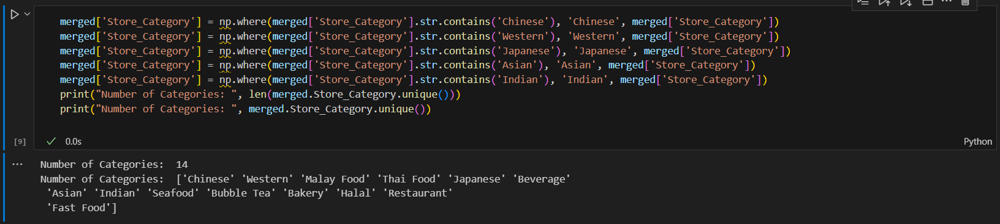 merged['Store_Category'] = np.where(merged['Store_Category'].str.contains('Chinese'), 'Chinese', merged['Store_Category'])
merged['Store_Category'] = np.where(merged['Store_Category'].str.contains('Western'), 'Western', merged['Store_Category'])
merged['Store_Category'] = np.where(merged['Store_Category'].str.contains('Japanese'), 'Japanese', merged['Store_Category'])
merged['Store_Category'] = np.where(merged['Store_Category'].str.contains('Asian'), 'Asian', merged['Store_Category'])
merged['Store_Category'] = np.where(merged['Store_Category'].str.contains('Indian'), 'Indian', merged['Store_Category'])
print("Number of Categories: ", len(merged.Store_Category.unique()))
print("Number of Categories: ", merged.Store_Category.unique())
[9] 0.0s Python
Number of Categories:  14
Number of Categories:  ['Chinese' 'Western' 'Malay Food' 'Thai Food' 'Japanese' 'Beverage'
 'Asian' 'Indian' 'Seafood' 'Bubble Tea' 'Bakery' 'Halal' 'Restaurant'
 'Fast Food']